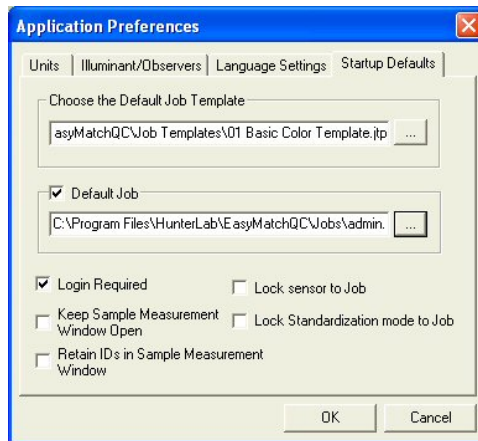 Application Preferences
Units
Illuminant/Observers
Language Settings
Startup Defaults
Choose the Default Job Template
asyMatchQC\Job Templates\01 Basic Color Template.jtp
...
Default Job
C:\Program Files\HunterLab\EasyMatchQC\Jobs\admin.
...
Login Required
Lock sensor to Job
Keep Sample Measurement
Window Open
Lock Standardization mode to Job
Retain IDs in Sample Measurement
Window
OK
Cancel